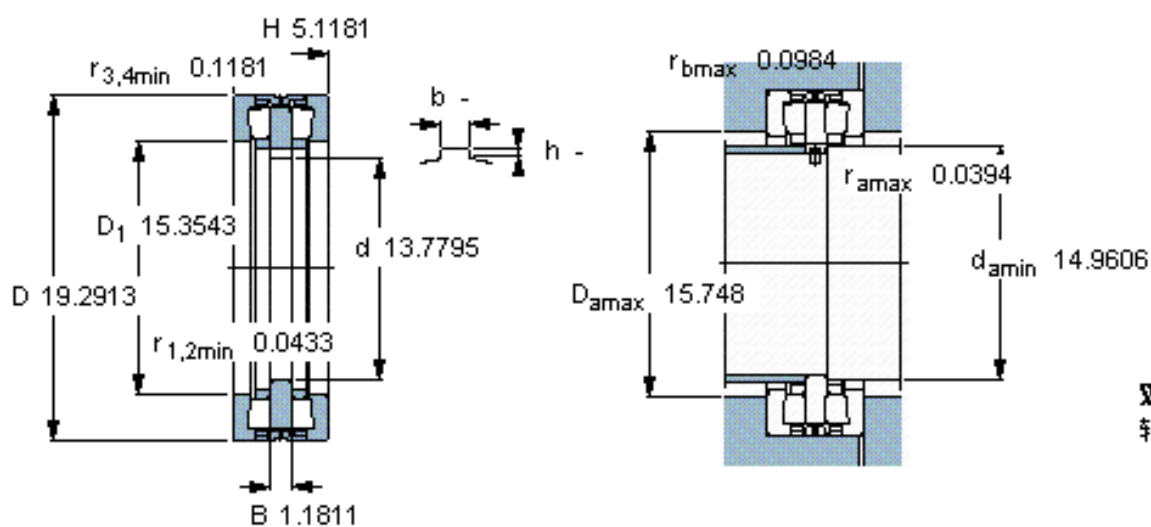 H 5.1181
r3,4min 0.1181
b -
h -
D1 15.3543
d 13.7795
D 19.2913
r1,2min 0.0433
B 1.1811
rbmax 0.0984
ramax 0.0394
Damax 15.748
damin 14.9606